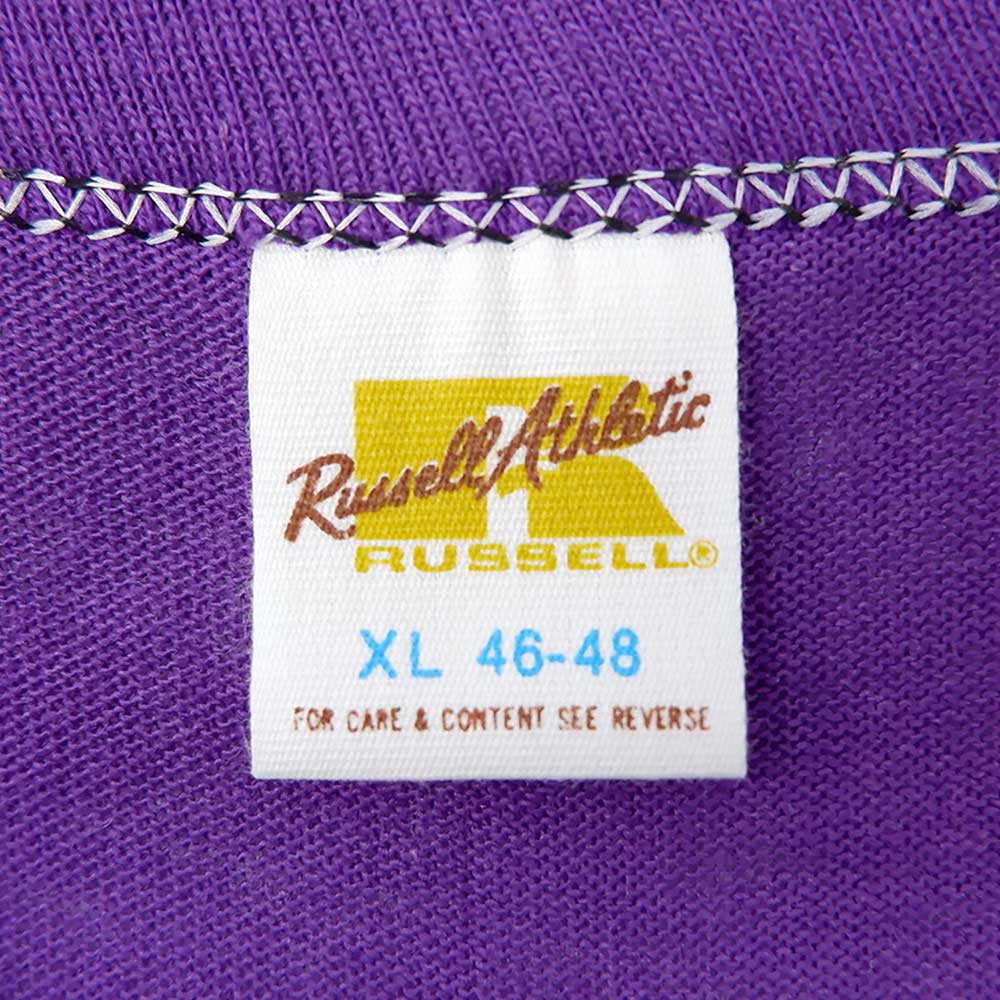 Russell Athletic
RUSSELL®
XL 46-48
FOR CARE & CONTENT SEE REVERSE